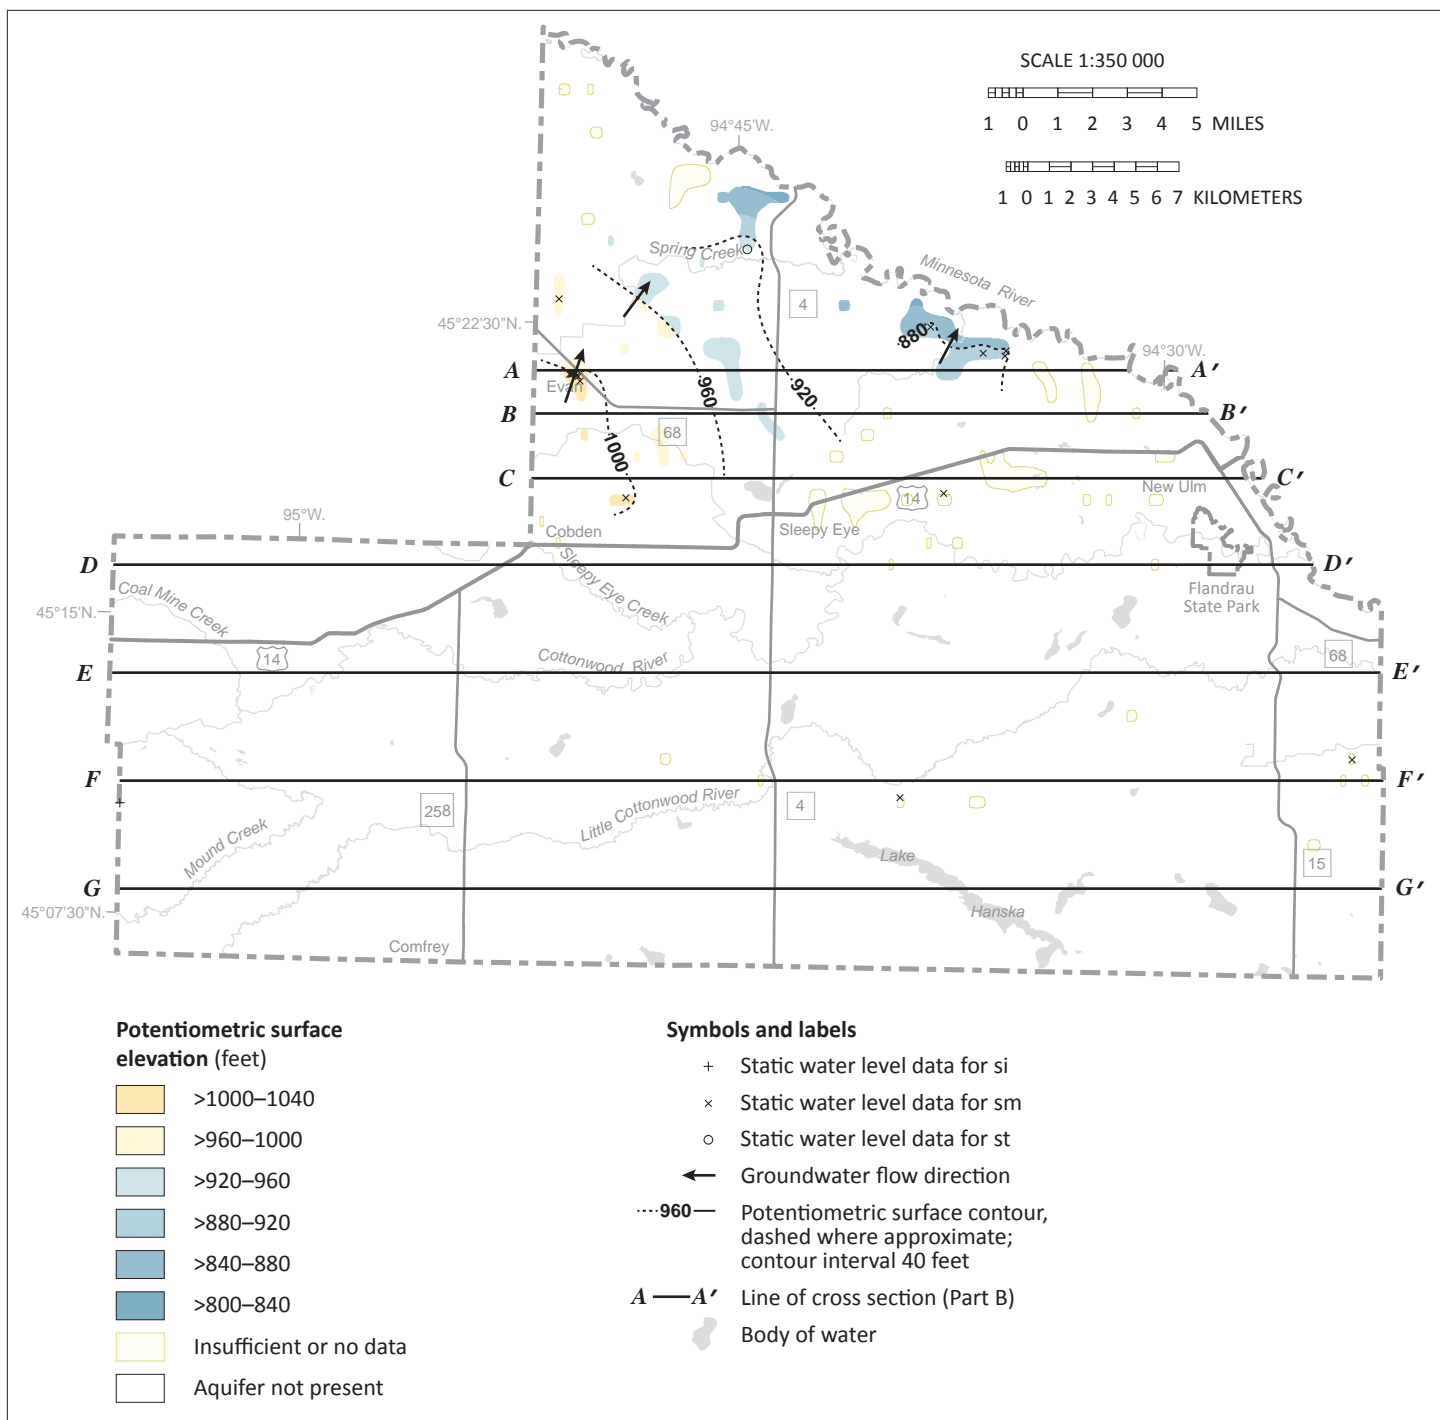 SCALE 1:350 000
1 0 1 2 3 4 5 MILES
1 0 1 2 3 4 5 6 7 KILOMETERS
94°45'W.
Spring Creek
Minnesota River
4
45°22'30"N.
880
94°30'W.
A A′
Evan
960
920
B B′
68
1000
C C′
14
New Ulm
95°W.
Cobden
Sleepy Eye
D D′
Sleepy Eye Creek
Coal Mine Creek
Flandrau
State Park
45°15'N.
14
Cottonwood River
68
E E′
F F′
258
Little Cottonwood River
4
Mound Creek
Lake
15
G G′
45°07'30"N.
Hanska
Comfrey
Potentiometric surface
elevation (feet)
>1000–1040
>960–1000
>920–960
>880–920
>840–880
>800–840
Insufficient or no data
Aquifer not present
Symbols and labels
+ Static water level data for si
× Static water level data for sm
○ Static water level data for st
Groundwater flow direction
960 Potentiometric surface contour,
dashed where approximate;
contour interval 40 feet
A A′ Line of cross section (Part B)
Body of water